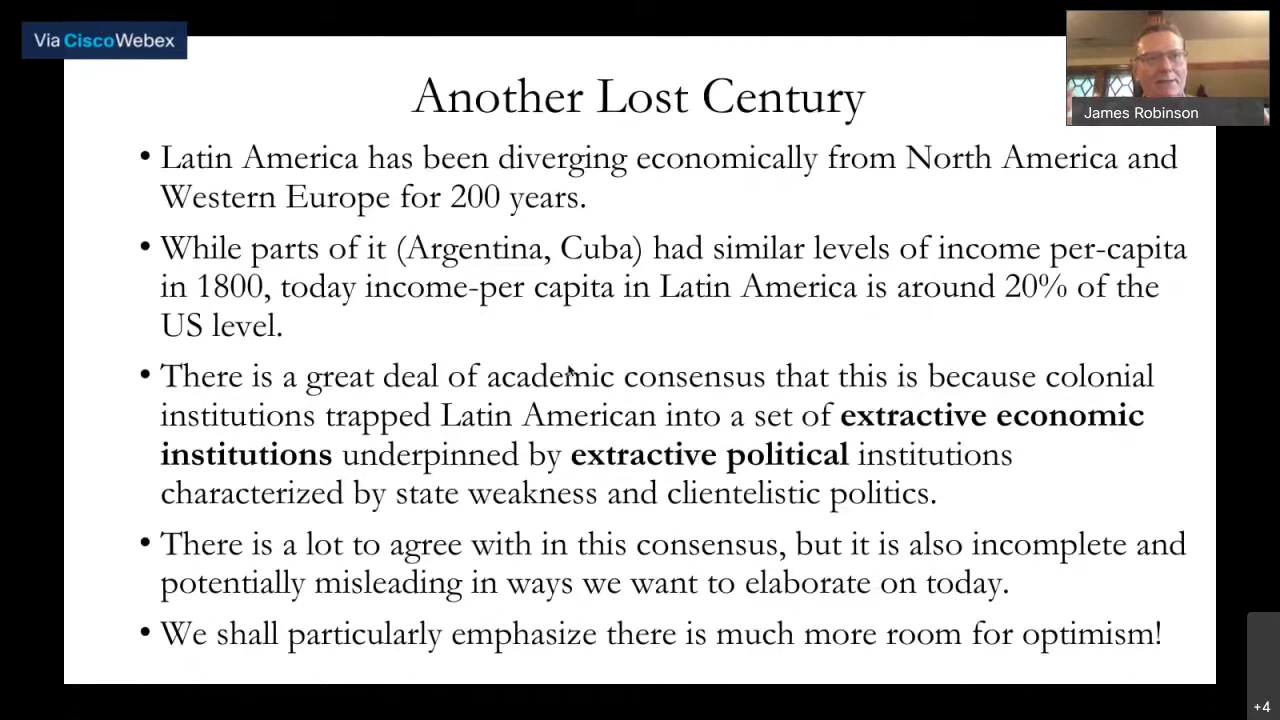 Via CiscoWebex
James Robinson
Another Lost Century
• Latin America has been diverging economically from North America and
Western Europe for 200 years.
• While parts of it (Argentina, Cuba) had similar levels of income per-capita
in 1800, today income-per capita in Latin America is around 20% of the
US level.
• There is a great deal of academic consensus that this is because colonial
institutions trapped Latin American into a set of extractive economic
institutions underpinned by extractive political institutions
characterized by state weakness and clientelistic politics.
• There is a lot to agree with in this consensus, but it is also incomplete and
potentially misleading in ways we want to elaborate on today.
• We shall particularly emphasize there is much more room for optimism!
+4